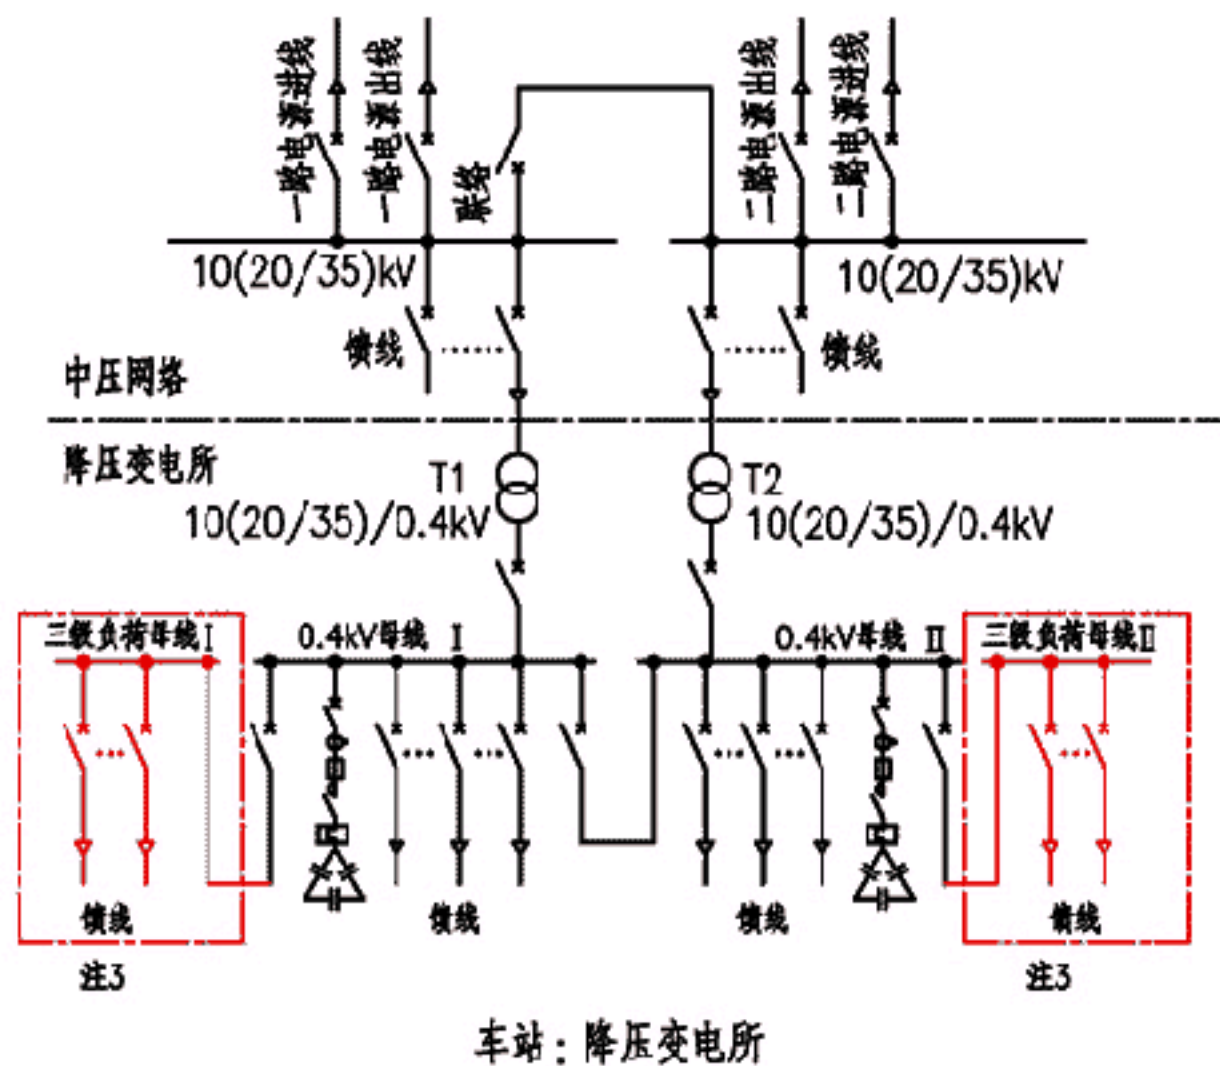 一路电源进线
一路电源出线
联络
二路电源出线
二路电源进线
10(20/35)kV
10(20/35)kV
馈线
馈线
中压网络
降压变电所
T1
T2
10(20/35)/0.4kV
10(20/35)/0.4kV
三级负荷母线Ⅰ
0.4kV母线 Ⅰ
0.4kV母线 Ⅱ
三级负荷母线Ⅱ
馈线
馈线
馈线
馈线
注3
注3
车站：降压变电所